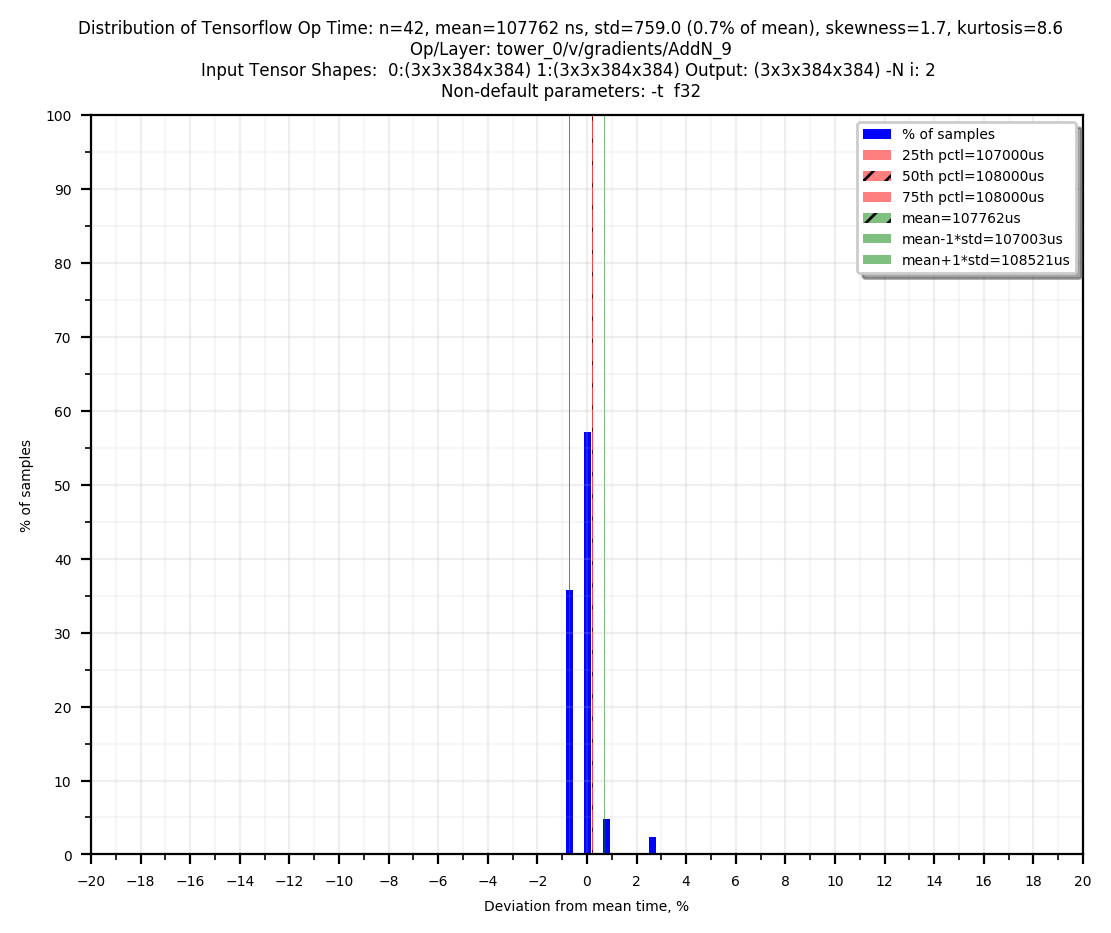 Distribution of Tensorflow Op Time: n=42, mean=107762 ns, std=759.0 (0.7% of mean), skewness=1.7, kurtosis=8.6
Op/Layer: tower_0/v/gradients/AddN_9
Input Tensor Shapes:  0:(3x3x384x384) 1:(3x3x384x384) Output: (3x3x384x384) -N i: 2
Non-default parameters: -t  f32
% of samples
25th pctl=107000us
50th pctl=108000us
75th pctl=108000us
mean=107762us
mean-1*std=107003us
mean+1*std=108521us
100
90
80
70
60
50
40
30
20
10
0
% of samples
−20 −18 −16 −14 −12 −10 −8 −6 −4 −2 0 2 4 6 8 10 12 14 16 18 20
Deviation from mean time, %